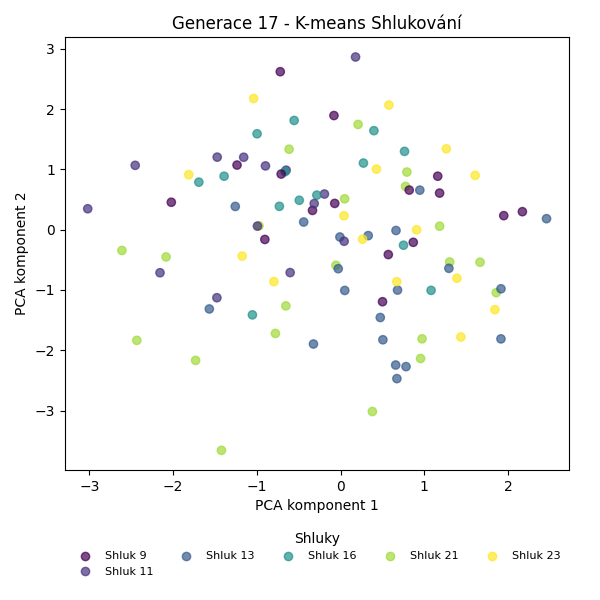 Generace 17 - K-means Shlukování
PCA komponent 2
3
2
1
0
−1
−2
−3
−3 −2 −1 0 1 2
PCA komponent 1
Shluky
Shluk 9 Shluk 13 Shluk 16 Shluk 21 Shluk 23
Shluk 11